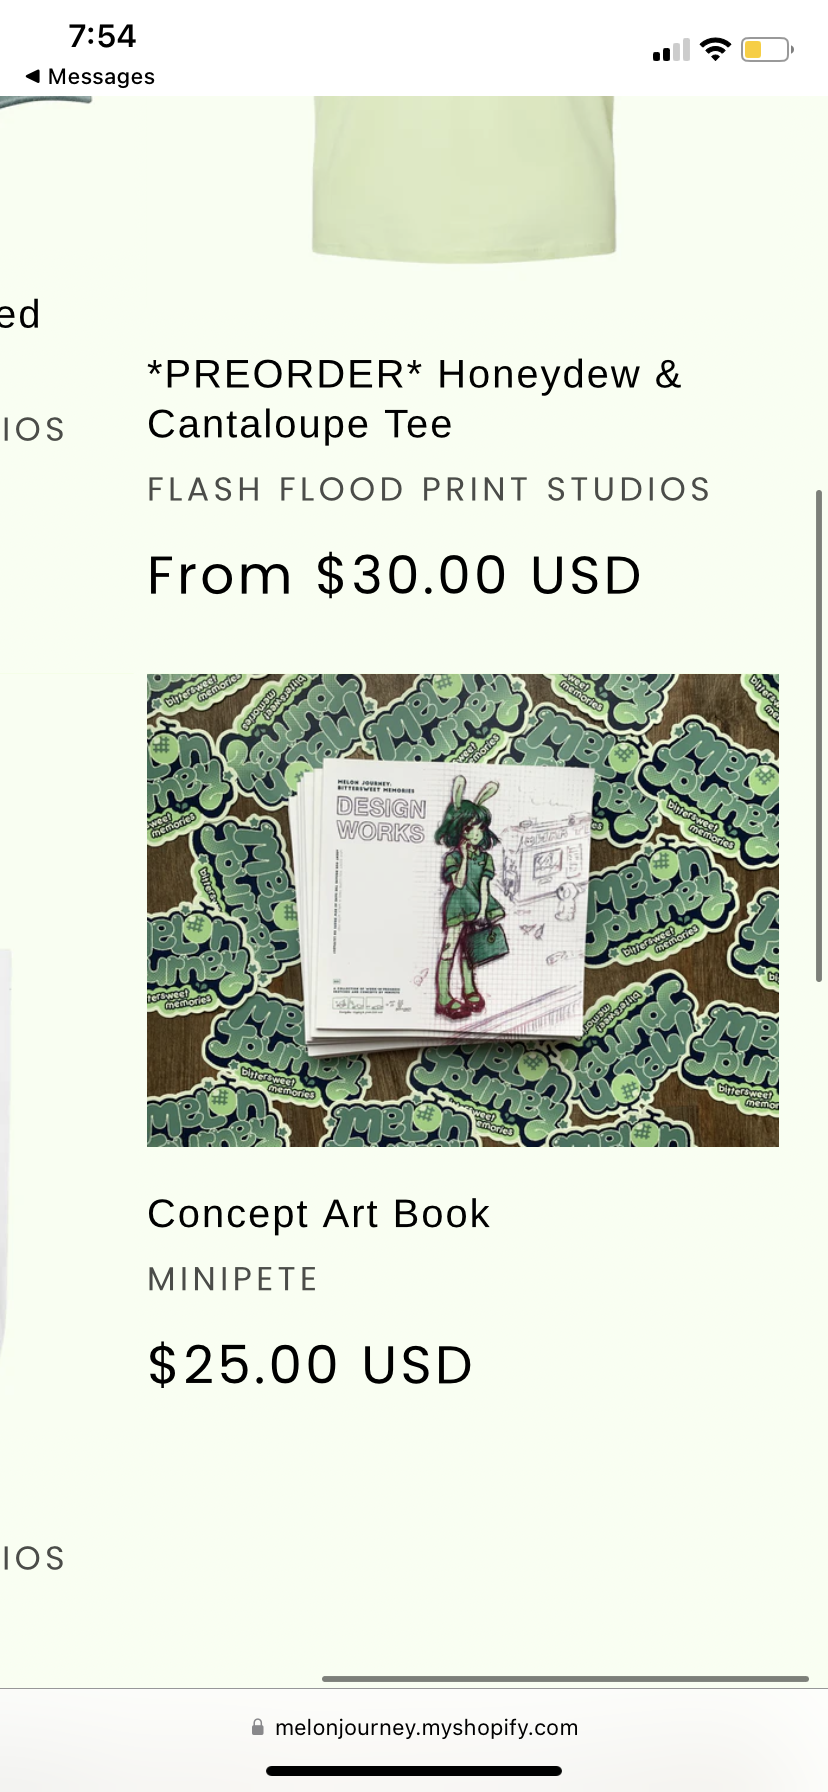 7:54
◀ Messages
ed
IOS
*PREORDER* Honeydew &
Cantaloupe Tee
FLASH FLOOD PRINT STUDIOS
From $30.00 USD
MELON JOURNEY:
BITTERSWEET MEMORIES
DESIGN
WORKS
Melon
Journey
bittersweet
memories
Concept Art Book
MINIPETE
$25.00 USD
IOS
melonjourney.myshopify.com